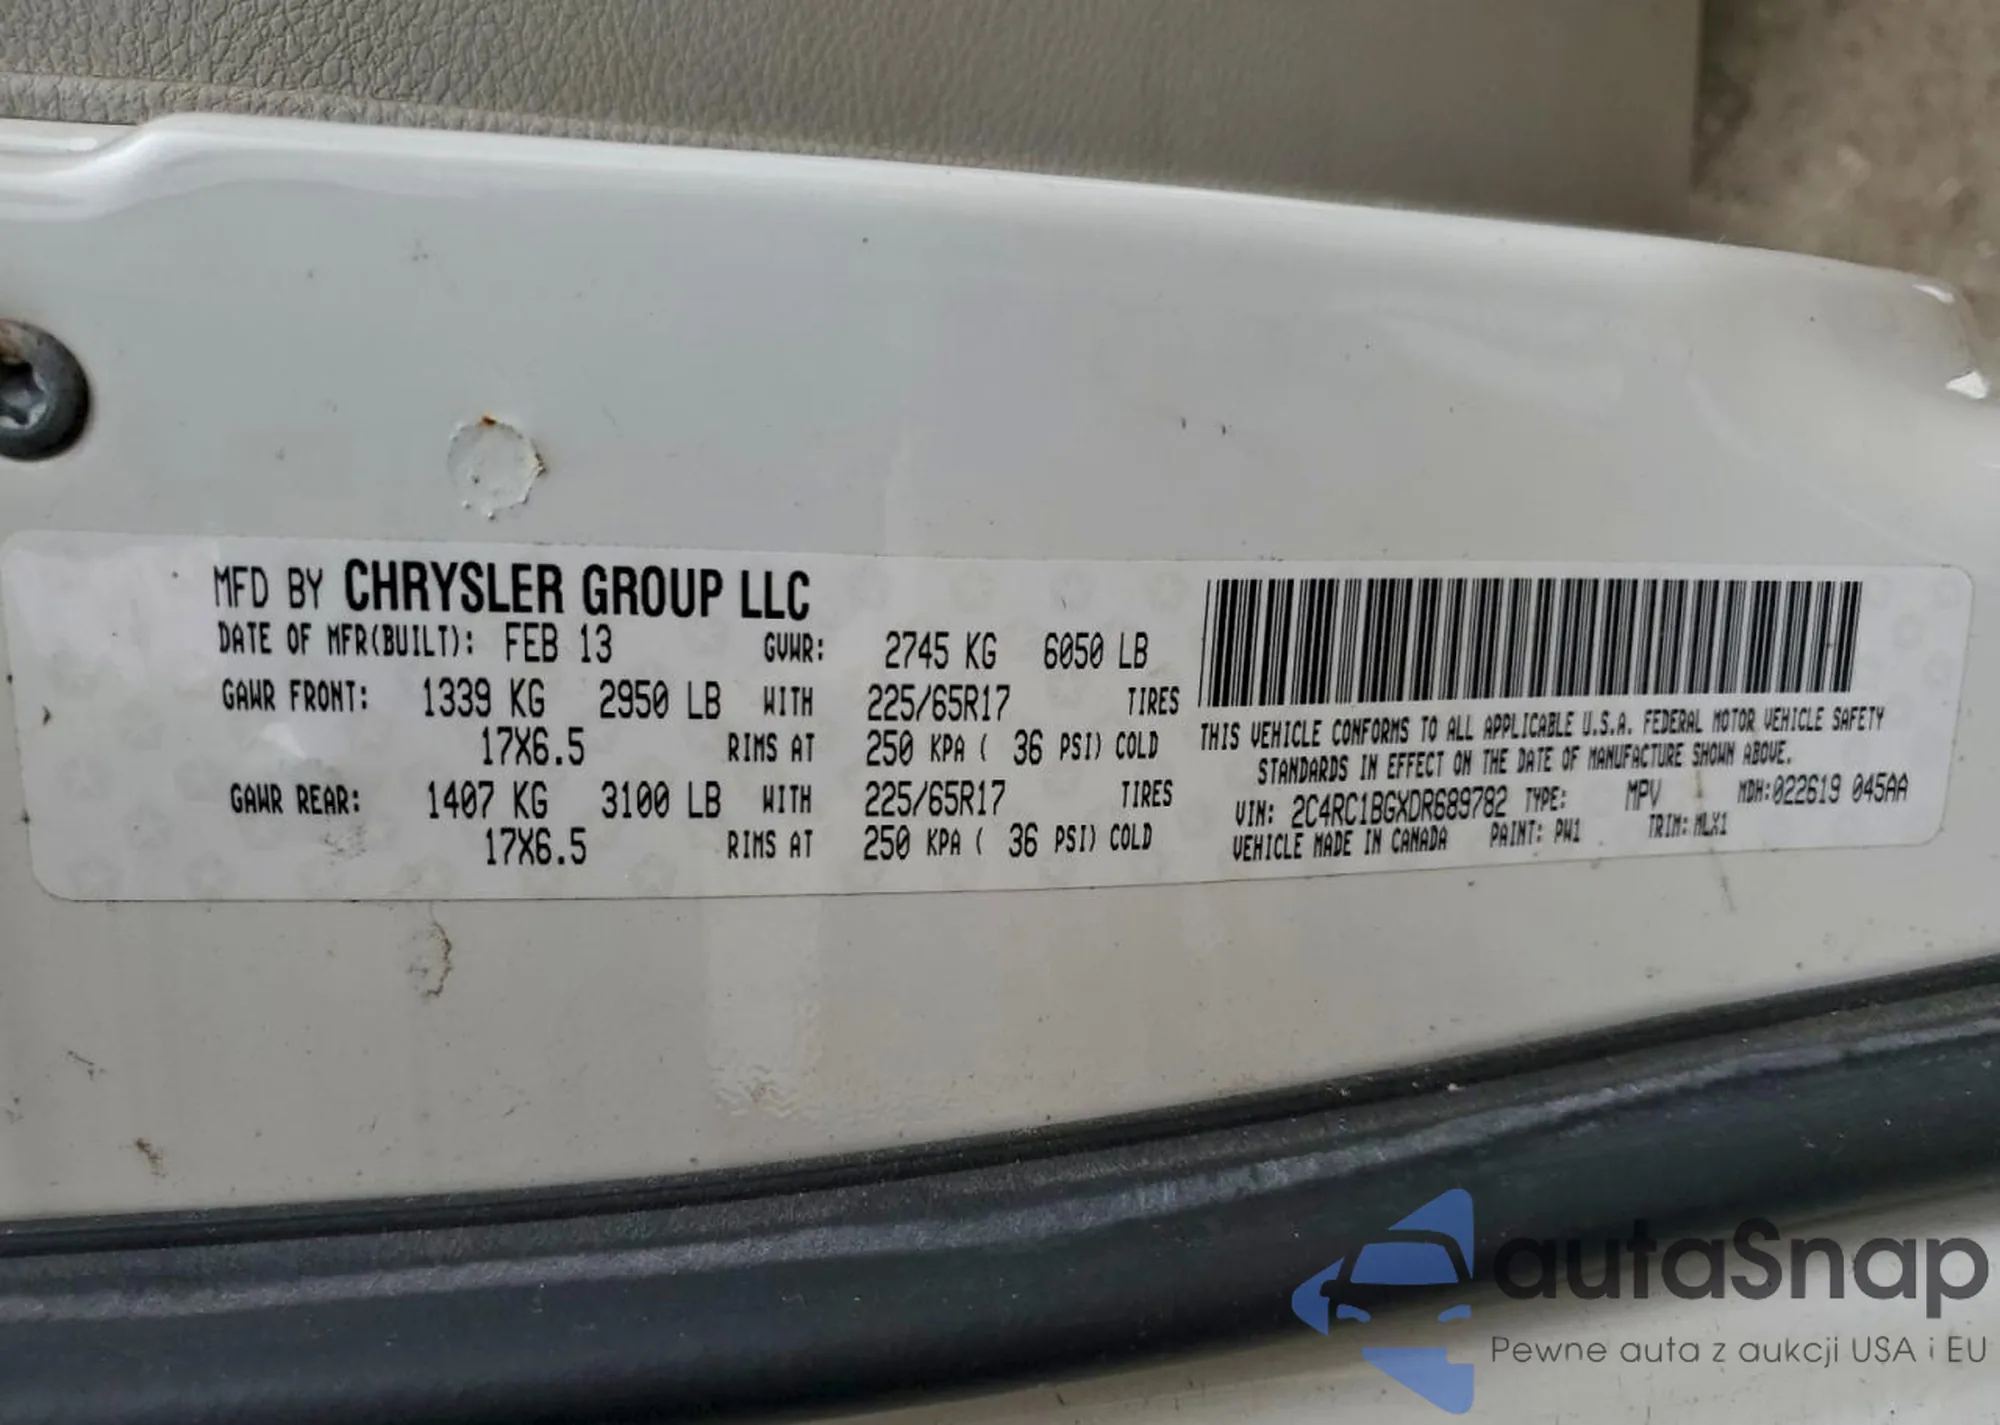 MFD BY CHRYSLER GROUP LLC
DATE OF MFR(BUILT): FEB 13 GVWR: 2745 KG 6050 LB
GAWR FRONT: 1339 KG 2950 LB WITH 225/65R17 TIRES
17X6.5 RIMS AT 250 KPA ( 36 PSI) COLD
GAWR REAR: 1407 KG 3100 LB WITH 225/65R17 TIRES
17X6.5 RIMS AT 250 KPA ( 36 PSI) COLD
THIS VEHICLE CONFORMS TO ALL APPLICABLE U.S.A. FEDERAL MOTOR VEHICLE SAFETY
STANDARDS IN EFFECT ON THE DATE OF MANUFACTURE SHOWN ABOVE.
VIN: 2C4RC1BGXDR689782 TYPE: MPV MDH:022619 045AA
VEHICLE MADE IN CANADA PAINT: PW1 TRIM: MLX1
autaSnap
Pewne auta z aukcji USA i EU